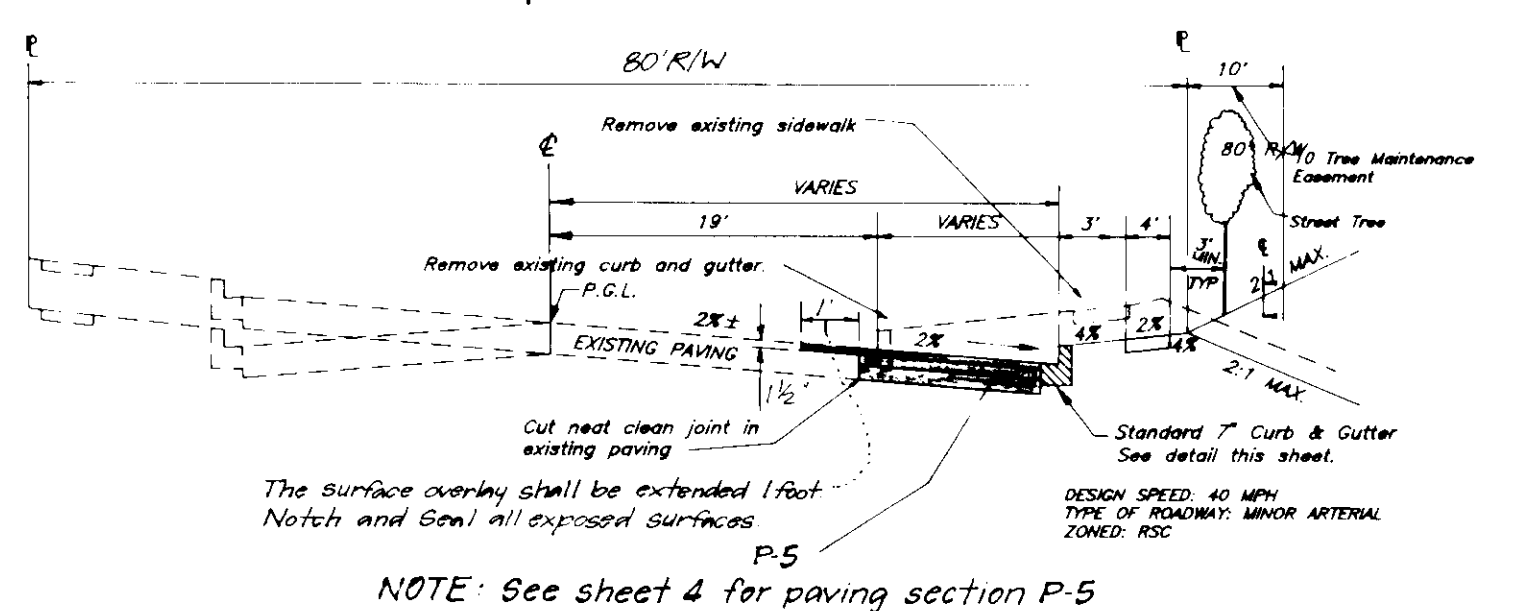 ℄
℄
80' R/W
10'
Remove existing sidewalk
℄
80' R/W
10 Tree Maintenance
Easement
VARIES
Street Tree
19'
VARIES
3'
4'
3'
MIN.
TYP
℄
2
1
MAX.
Remove existing curb and gutter.
P.G.L.
1'
2% ±
2%
4%
2%
4%
EXISTING PAVING
2:1 MAX.
1½"
Cut neat clean joint in
existing paving
Standard 7" Curb & Gutter
See detail this sheet.
The surface overlay shall be extended 1 foot.
Notch and Seal all exposed surfaces.
DESIGN SPEED: 40 MPH
TYPE OF ROADWAY: MINOR ARTERIAL
ZONED: RSC
P-5
NOTE: See sheet 4 for paving section P-5